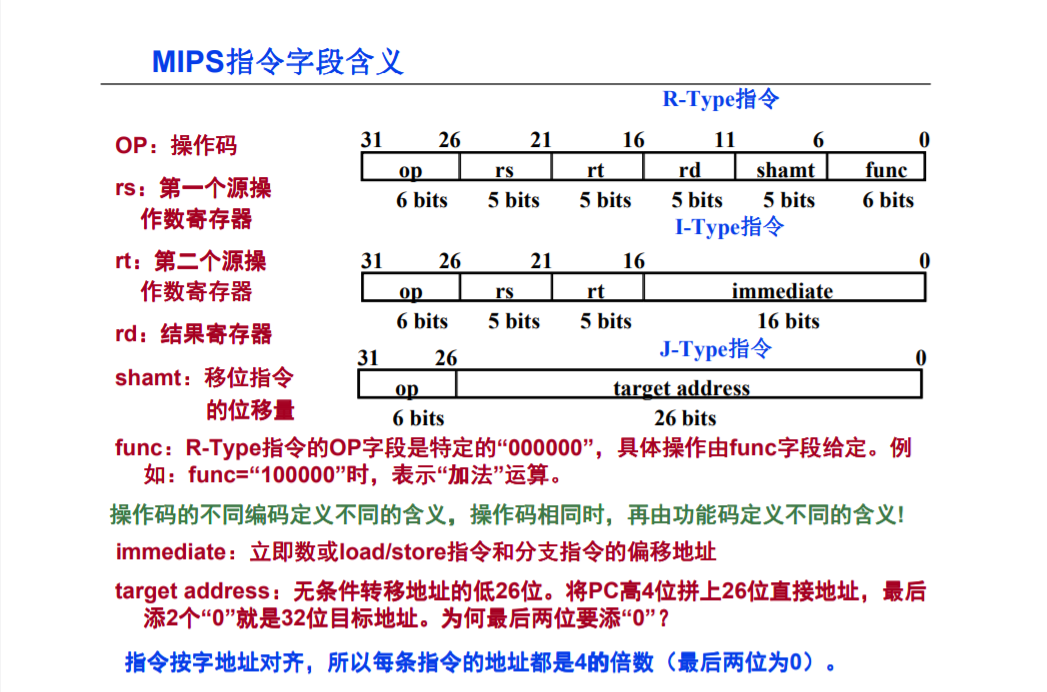 MIPS指令字段含义
R-Type指令
OP：操作码
31 26 21 16 11 6 0
op rs rt rd shamt func
6 bits 5 bits 5 bits 5 bits 5 bits 6 bits
rs：第一个源操
作数寄存器
I-Type指令
rt：第二个源操
作数寄存器
31 26 21 16 0
op rs rt immediate
6 bits 5 bits 5 bits 16 bits
rd：结果寄存器
J-Type指令
31 26 0
op target address
6 bits 26 bits
shamt：移位指令
的位移量
func：R-Type指令的OP字段是特定的“000000”，具体操作由func字段给定。例
如：func=“100000”时，表示“加法”运算。
操作码的不同编码定义不同的含义，操作码相同时，再由功能码定义不同的含义!
immediate：立即数或load/store指令和分支指令的偏移地址
target address：无条件转移地址的低26位。将PC高4位拼上26位直接地址，最后
添2个“0”就是32位目标地址。为何最后两位要添“0”？
指令按字地址对齐，所以每条指令的地址都是4的倍数（最后两位为0）。